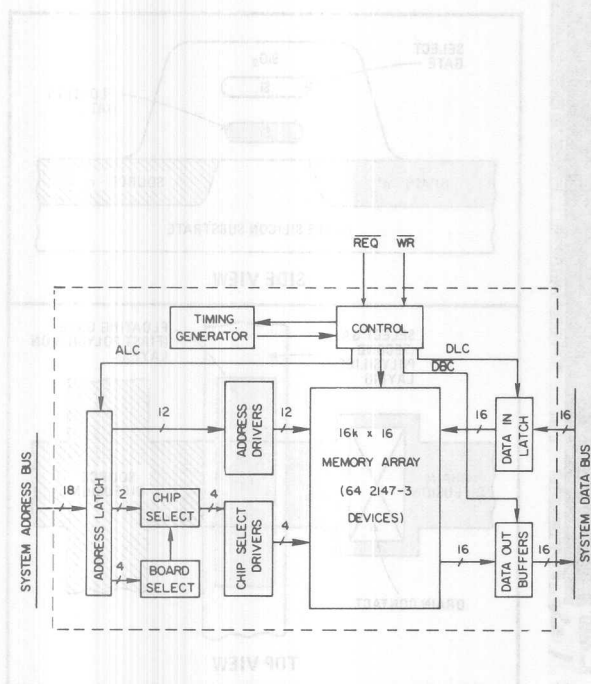 REQ WR
TIMING
GENERATOR
CONTROL
ALC
DLC
DBC
12
12
16
16
16k x 16
MEMORY ARRAY
(64 2147-3
DEVICES)
ADDRESS
DRIVERS
DATA IN
LATCH
SYSTEM ADDRESS BUS
18
ADDRESS LATCH
2
CHIP
SELECT
4
CHIP SELECT
DRIVERS
4
4
BOARD
SELECT
16
DATA OUT
BUFFERS
16
SYSTEM DATA BUS
SELECT
GATE
SiO2
SILICON SUBSTRATE
SIDE VIEW
DRAIN CONTACT
TOP VIEW